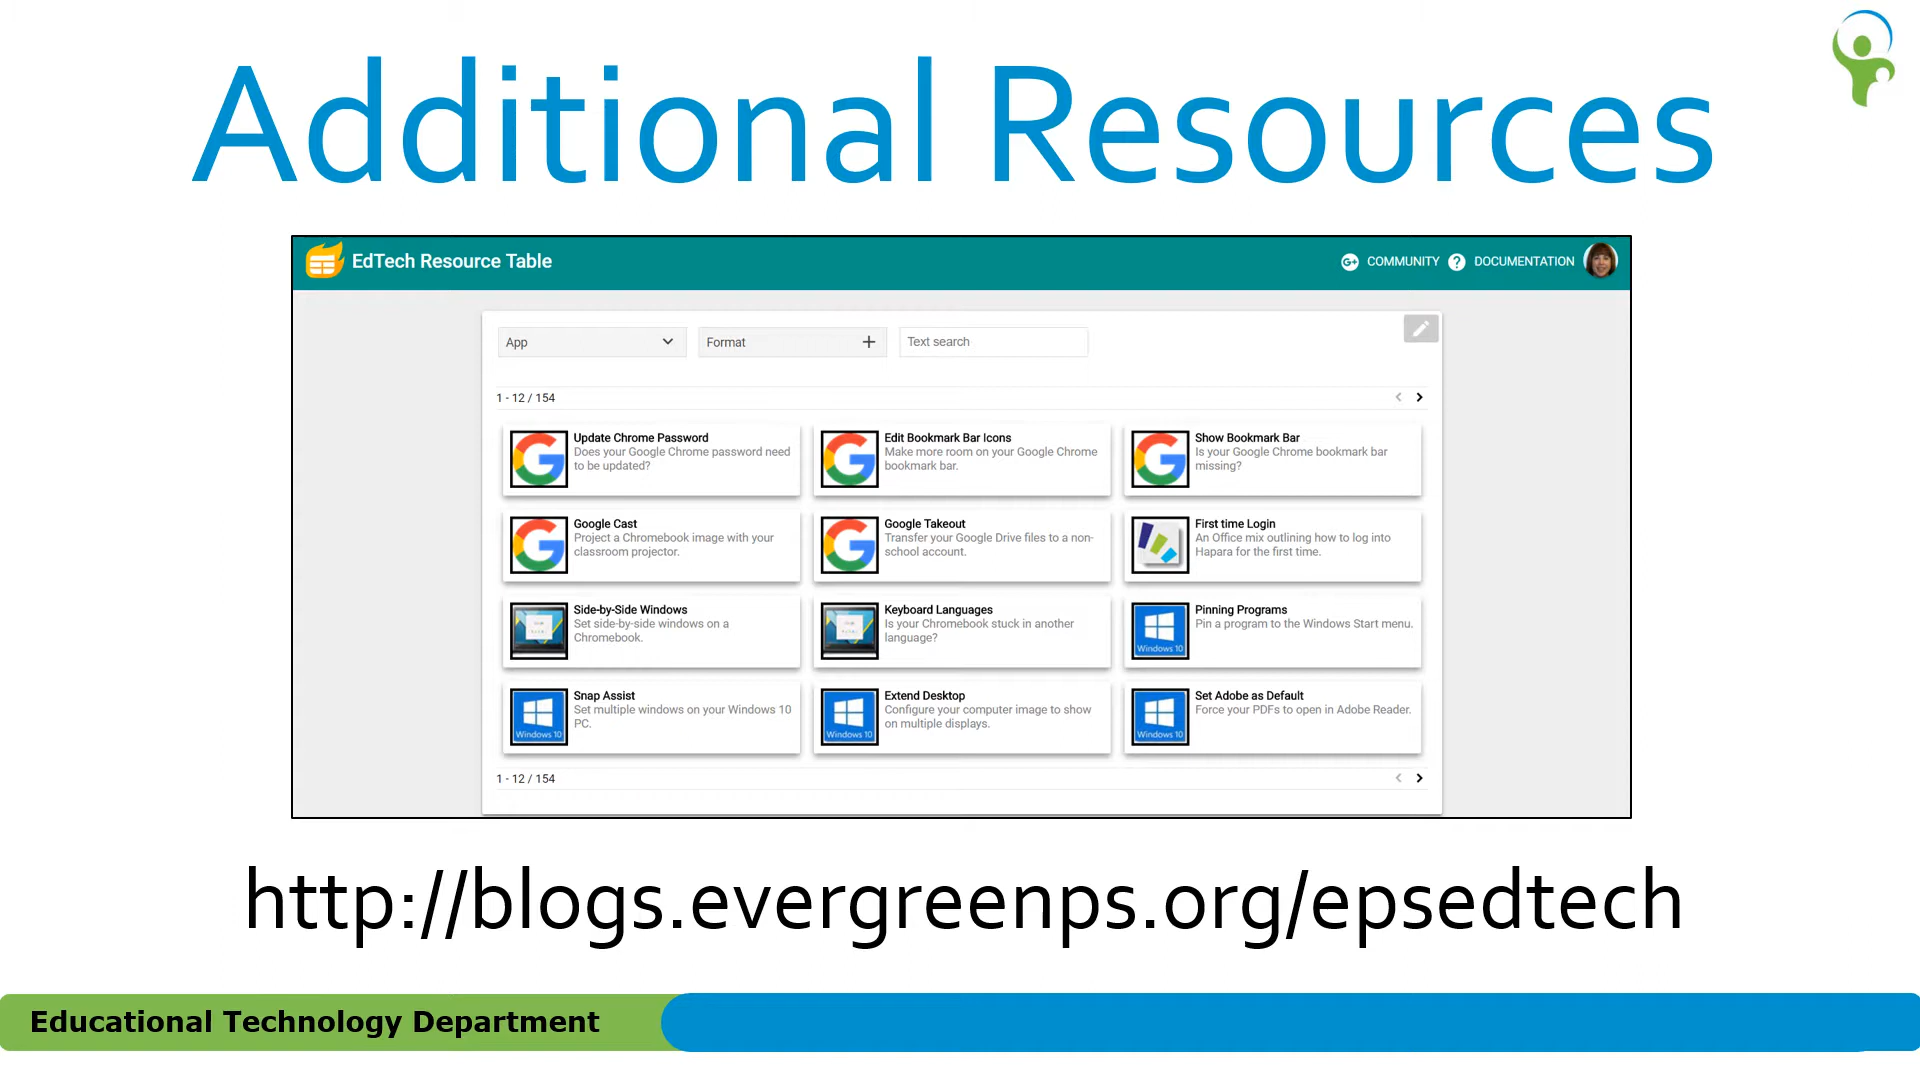 Additional Resources
EdTech Resource Table
G+ COMMUNITY ? DOCUMENTATION
App
Format
Text search
1 - 12 / 154
Update Chrome Password
Does your Google Chrome password need
to be updated?
Edit Bookmark Bar Icons
Make more room on your Google Chrome
bookmark bar.
Show Bookmark Bar
Is your Google Chrome bookmark bar
missing?
Google Cast
Project a Chromebook image with your
classroom projector.
Google Takeout
Transfer your Google Drive files to a non-
school account.
First time Login
An Office mix outlining how to log into
Hapara for the first time.
Side-by-Side Windows
Set side-by-side windows on a
Chromebook.
Keyboard Languages
Is your Chromebook stuck in another
language?
Windows 10
Pinning Programs
Pin a program to the Windows Start menu.
Windows 10
Snap Assist
Set multiple windows on your Windows 10
PC.
Windows 10
Extend Desktop
Configure your computer image to show
on multiple displays.
Windows 10
Set Adobe as Default
Force your PDFs to open in Adobe Reader.
1 - 12 / 154
http://blogs.evergreenps.org/epsedtech
Educational Technology Department